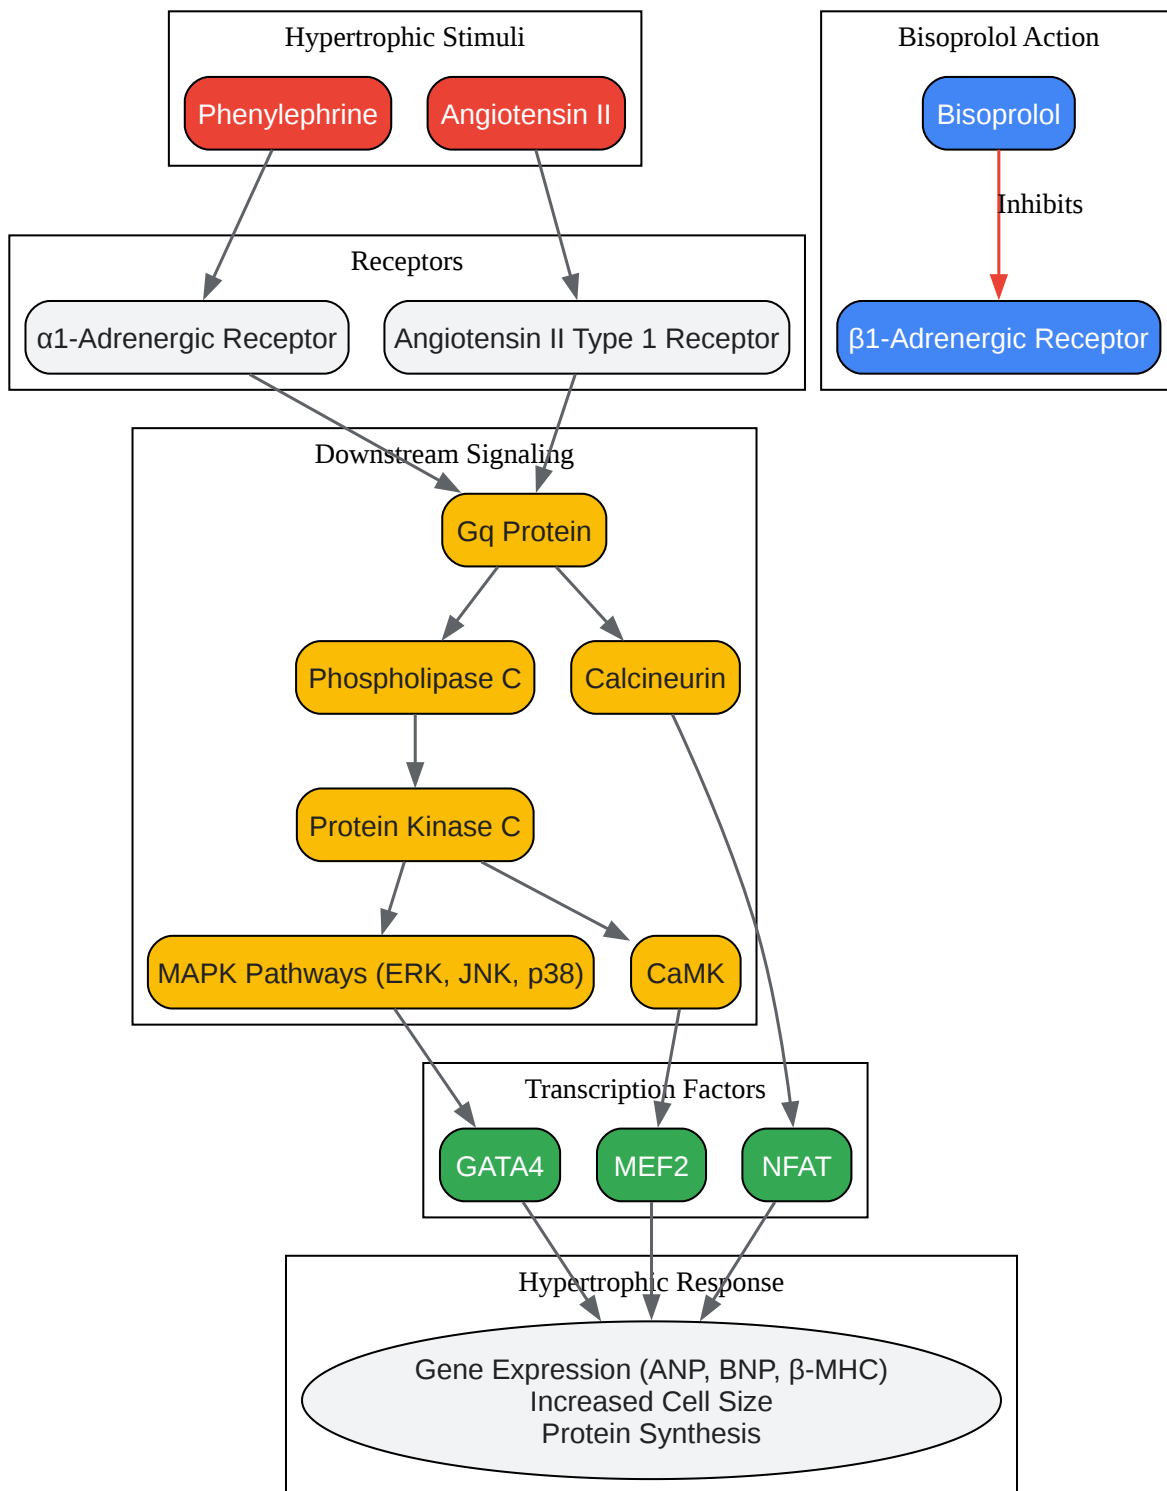 Hypertrophic Stimuli
Bisoprolol Action
Phenylephrine
Angiotensin II
Bisoprolol
Inhibits
Receptors
α1-Adrenergic Receptor
Angiotensin II Type 1 Receptor
β1-Adrenergic Receptor
Downstream Signaling
Gq Protein
Phospholipase C
Calcineurin
Protein Kinase C
MAPK Pathways (ERK, JNK, p38)
CaMK
Transcription Factors
GATA4
MEF2
NFAT
Hypertrophic Response
Gene Expression (ANP, BNP, β-MHC)
Increased Cell Size
Protein Synthesis